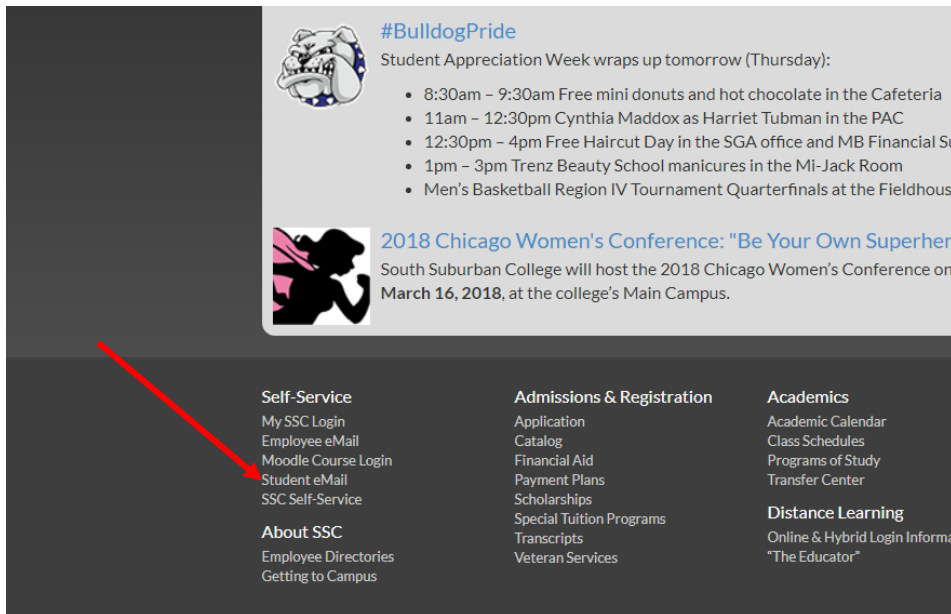 #BulldogPride
Student Appreciation Week wraps up tomorrow (Thursday):
• 8:30am – 9:30am Free mini donuts and hot chocolate in the Cafeteria
• 11am – 12:30pm Cynthia Maddox as Harriet Tubman in the PAC
• 12:30pm – 4pm Free Haircut Day in the SGA office and MB Financial
• 1pm – 3pm Trenz Beauty School manicures in the Mi-Jack Room
• Men's Basketball Region IV Tournament Quarterfinals at the
2018 Chicago Women's Conference: "Be Your Own
South Suburban College will host the 2018 Chicago Women's Conference on
March 16, 2018, at the college's Main Campus.
Self-Service
My SSC Login
Employee eMail
Moodle Course Login
Student eMail
SSC Self-Service
About SSC
Employee Directories
Getting to Campus
Admissions & Registration
Application
Catalog
Financial Aid
Payment Plans
Scholarships
Special Tuition Programs
Transcripts
Veteran Services
Academics
Academic Calendar
Class Schedules
Programs of Study
Transfer Center
Distance Learning
Online & Hybrid Login
"The Educator"